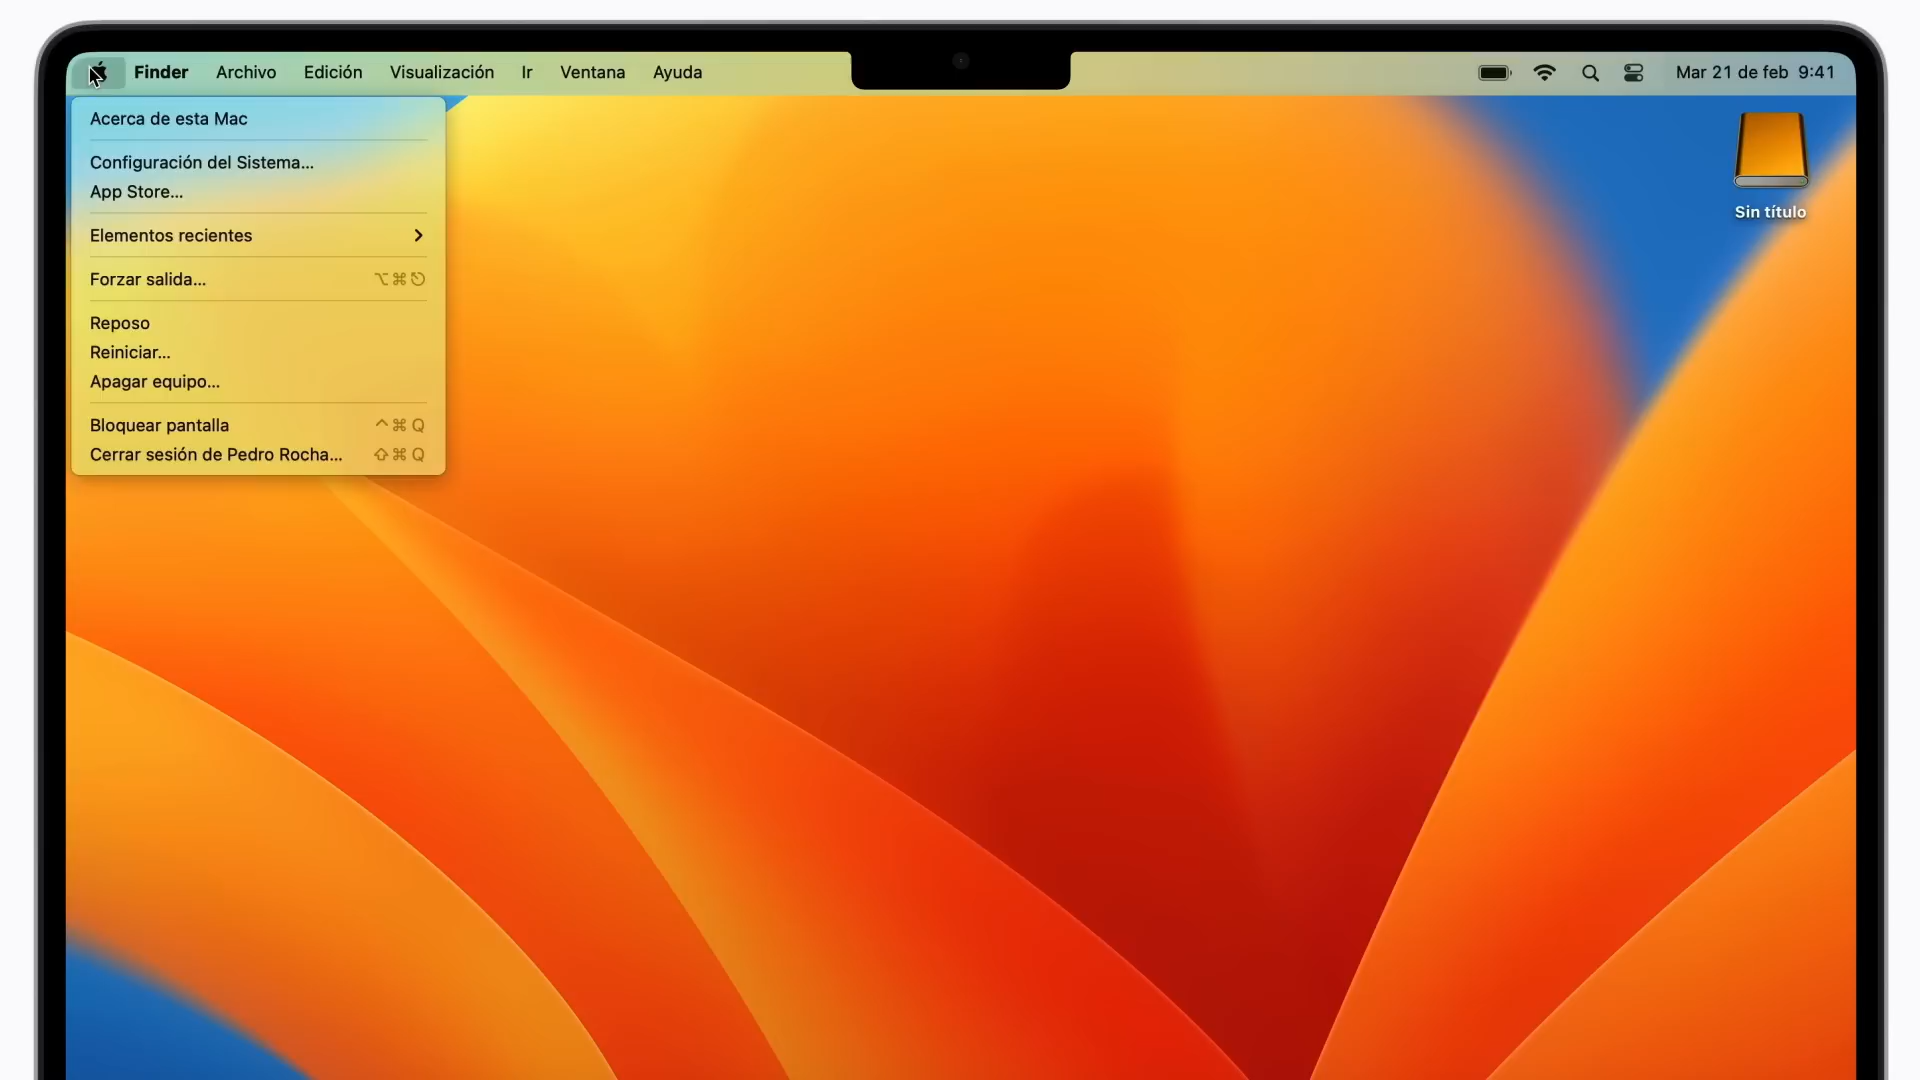 Finder Archivo Edición Visualización Ir Ventana Ayuda Mar 21 de feb 9:41
Acerca de esta Mac
Configuración del Sistema...
App Store...
Elementos recientes
Forzar salida... ⌥⌘⎋
Reposo
Reiniciar...
Apagar equipo...
Bloquear pantalla ^⌘Q
Cerrar sesión de Pedro Rocha... ⇧⌘Q
Sin título